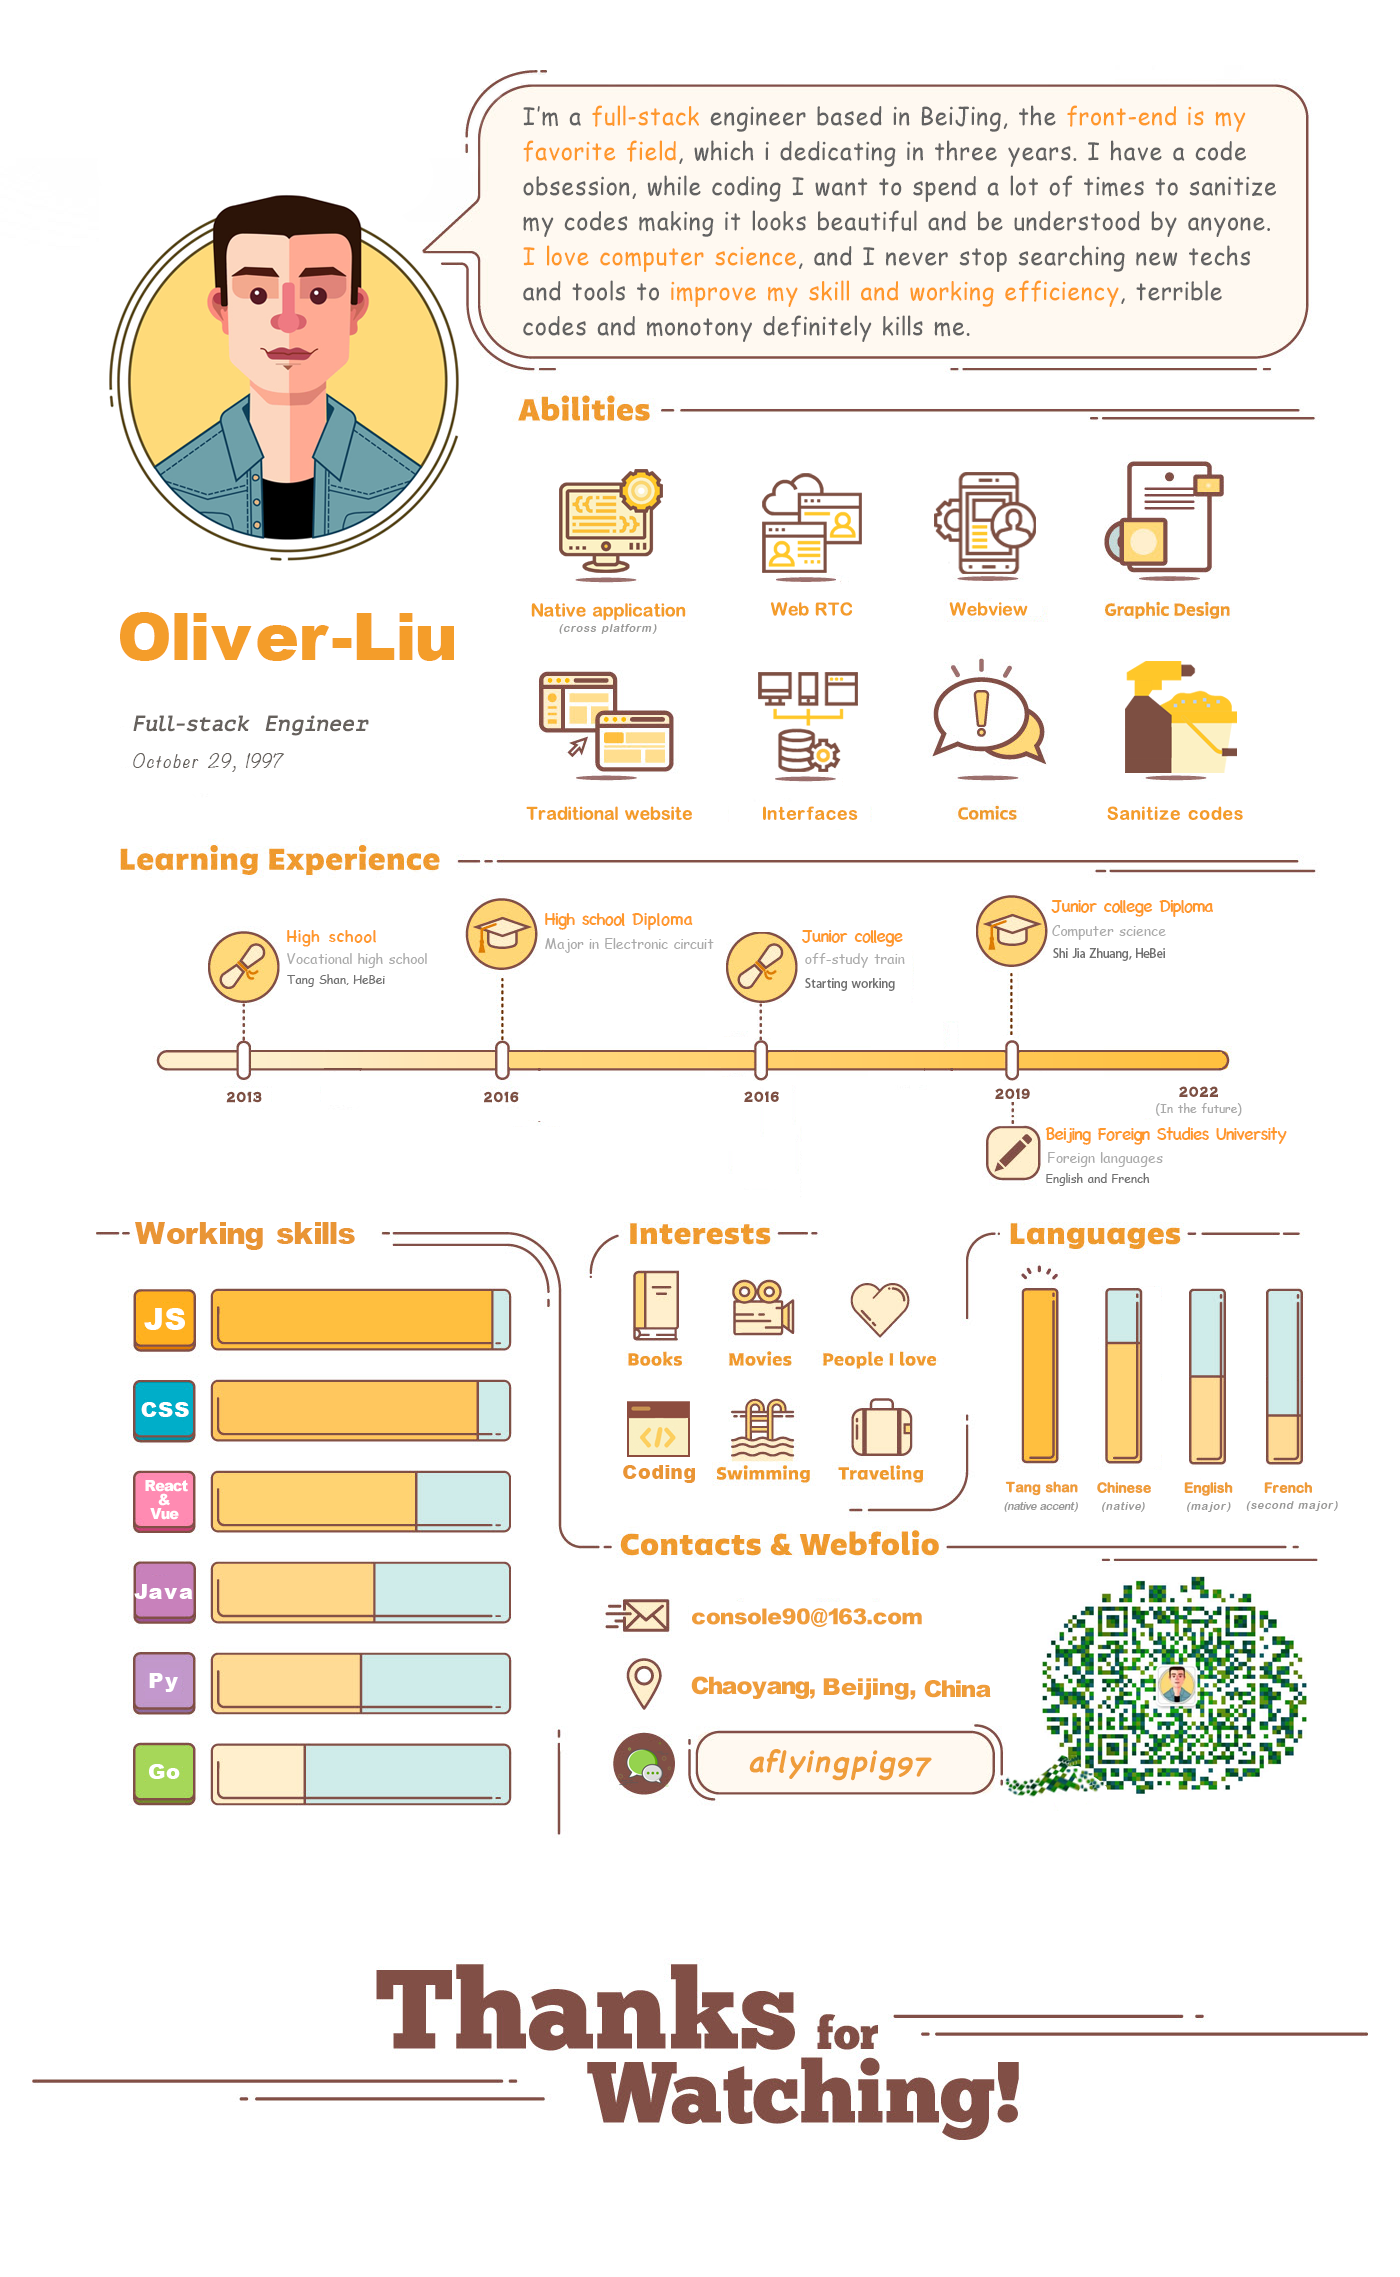 I'm a full-stack engineer based in BeiJing, the front-end is my
favorite field, which i dedicating in three years. I have a code
obsession, while coding I want to spend a lot of times to sanitize
my codes making it looks beautiful and be understood by anyone.
I love computer science, and I never stop searching new techs
and tools to improve my skill and working efficiency, terrible
codes and monotony definitely kills me.
Oliver-Liu
Full-stack Engineer
October 29, 1997
Abilities
Native application
(cross platform)
Web RTC
Webview
Graphic Design
Traditional website
Interfaces
Comics
Sanitize codes
Learning Experience
High school
Vocational high school
Tang Shan, HeBei
2013
High school Diploma
Major in Electronic circuit
2016
Junior college
off-study train
Starting working
2016
Junior college Diploma
Computer science
Shi Jia Zhuang, HeBei
2019
Beijing Foreign Studies University
Foreign languages
English and French
2022
(In the future)
Working skills
JS
CSS
React
&
Vue
Java
Py
Go
Interests
Books
Movies
People I love
Coding
Swimming
Traveling
Languages
Tang shan
(native accent)
Chinese
(native)
English
(major)
French
(second major)
Contacts & Webfolio
console90@163.com
Chaoyang, Beijing, China
aflyingpig97
Thanks for
Watching!